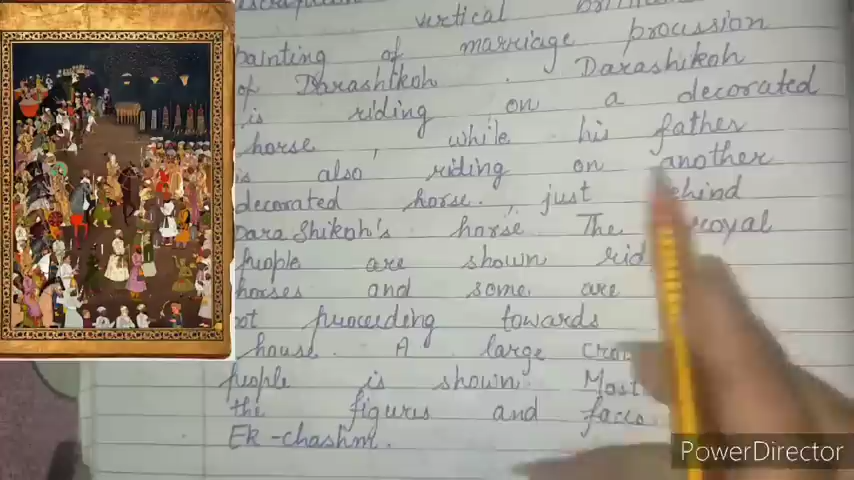 vertical
painting of marriage procession
of Darashikoh. Darashikoh
is riding on a decorated
horse, while his father
is also riding on another
decorated horse., just behind
Dara Shikoh's horse. The royal
people are shown rid
horses and some are
ot proceeding towards
house. A large crow
people is shown. Most
the figures and faces
Ek-chashm.
PowerDirector